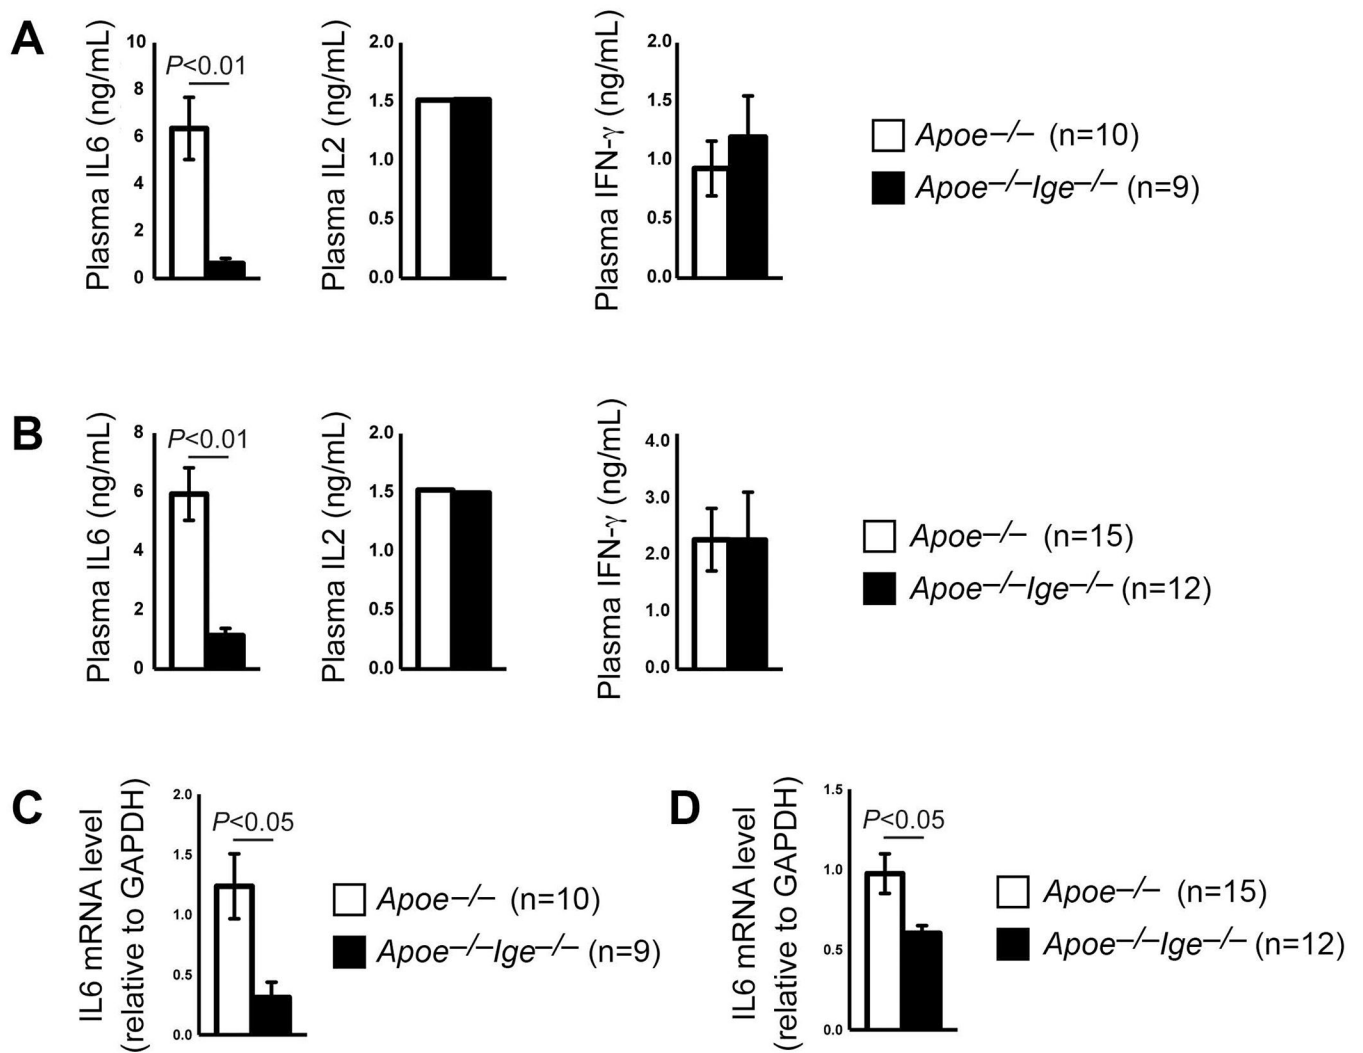 A
Plasma IL6 (ng/mL)
10
8
6
4
2
0
P<0.01
Plasma IL2 (ng/mL)
2.0
1.5
1.0
0.5
0.0
Plasma IFN-γ (ng/mL)
2.0
1.5
1.0
0.5
0.0
Apoe–/– (n=10)
Apoe–/–Ige–/– (n=9)
B
Plasma IL6 (ng/mL)
8
6
4
2
0
P<0.01
Plasma IL2 (ng/mL)
2.0
1.5
1.0
0.5
0.0
Plasma IFN-γ (ng/mL)
4.0
3.0
2.0
1.0
0.0
Apoe–/– (n=15)
Apoe–/–Ige–/– (n=12)
C
IL6 mRNA level
(relative to GAPDH)
2.0
1.5
1.0
0.5
0.0
P<0.05
Apoe–/– (n=10)
Apoe–/–Ige–/– (n=9)
D
IL6 mRNA level
(relative to GAPDH)
1.5
1.0
0.5
0.0
P<0.05
Apoe–/– (n=15)
Apoe–/–Ige–/– (n=12)